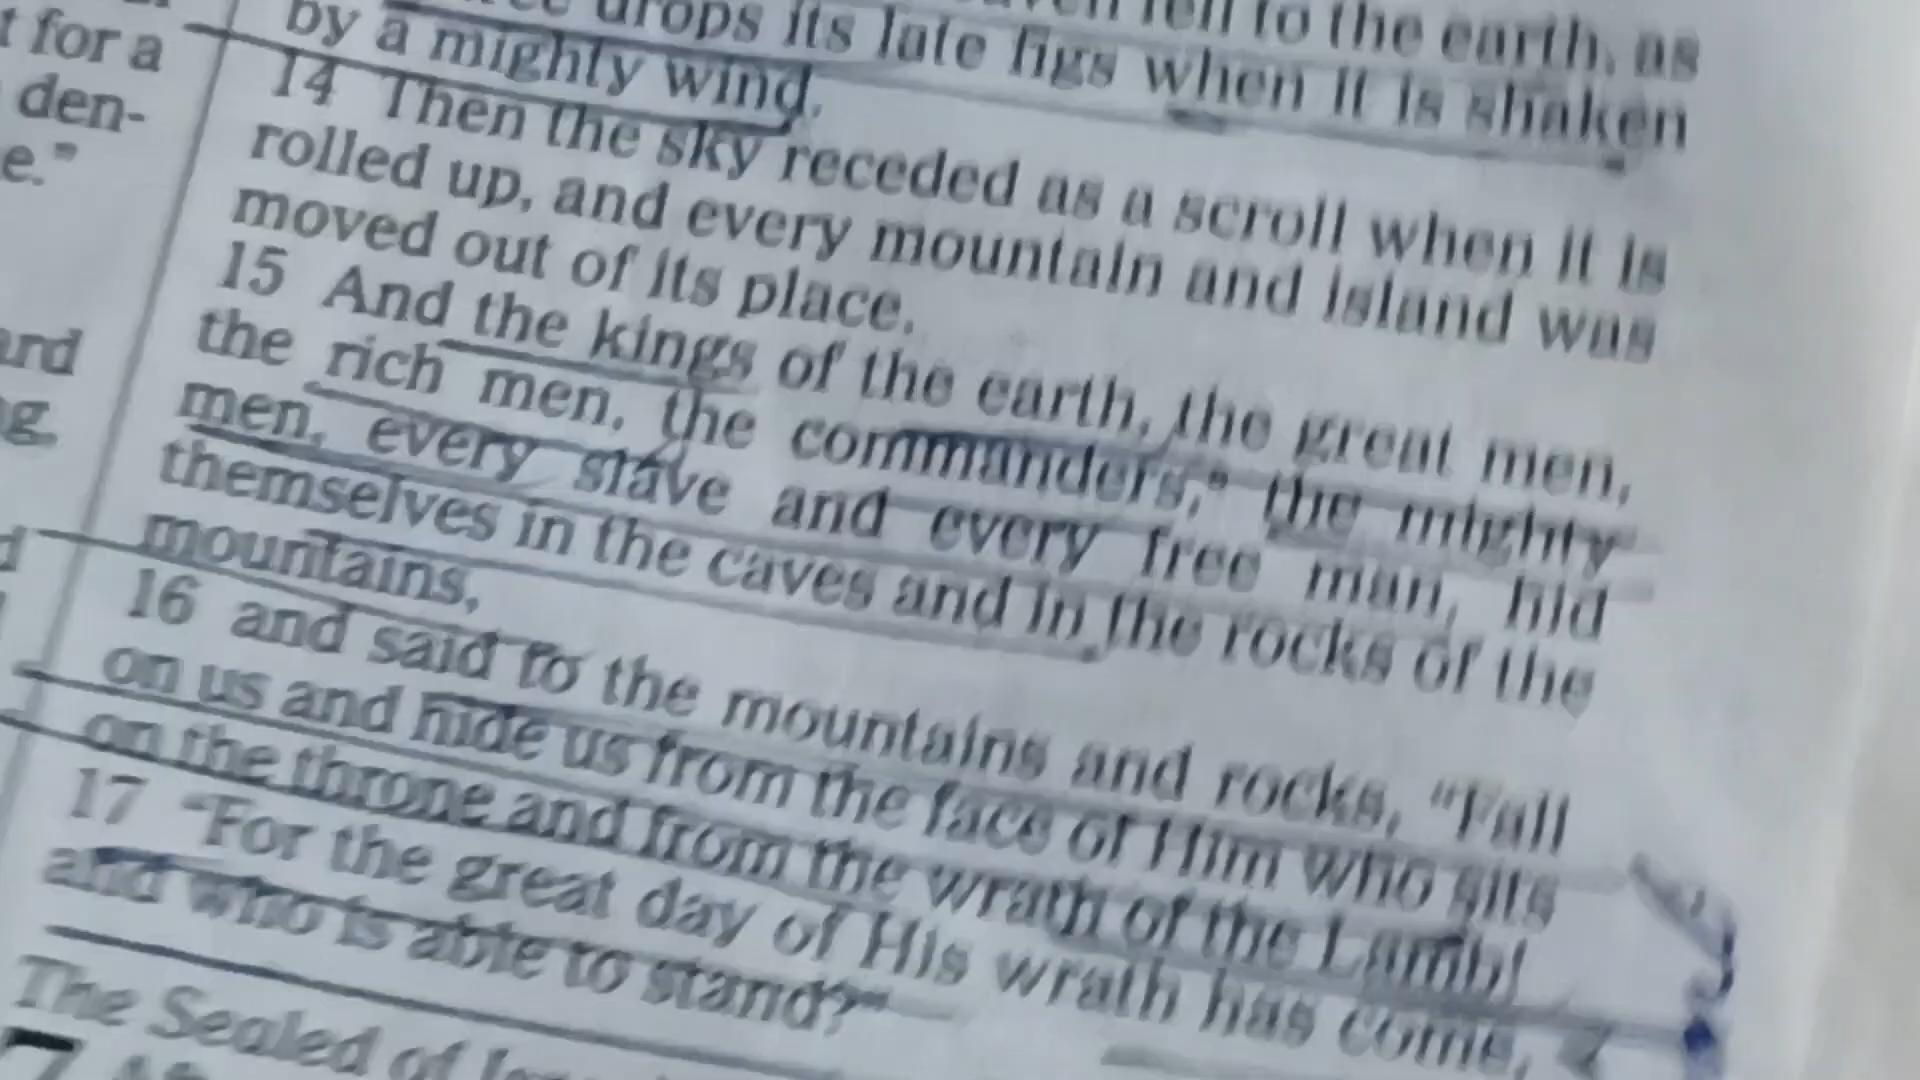 t for a
den-
e."
ard
g.
d
drops its late figs when it is shaken
fell to the earth, as
by a mighty wind.
14 Then the sky receded as a scroll when it is
rolled up, and every mountain and island was
moved out of its place.
15 And the kings of the earth, the great men,
the rich men, the commanders, the mighty
men, every slave and every free man, hid
themselves in the caves and in the rocks of the
mountains,
16 and said to the mountains and rocks, "Fall
on us and hide us from the face of Him who sits
on the throne and from the wrath of the Lamb!
17 "For the great day of His wrath has come,
and who is able to stand?"
The Sealed of
7